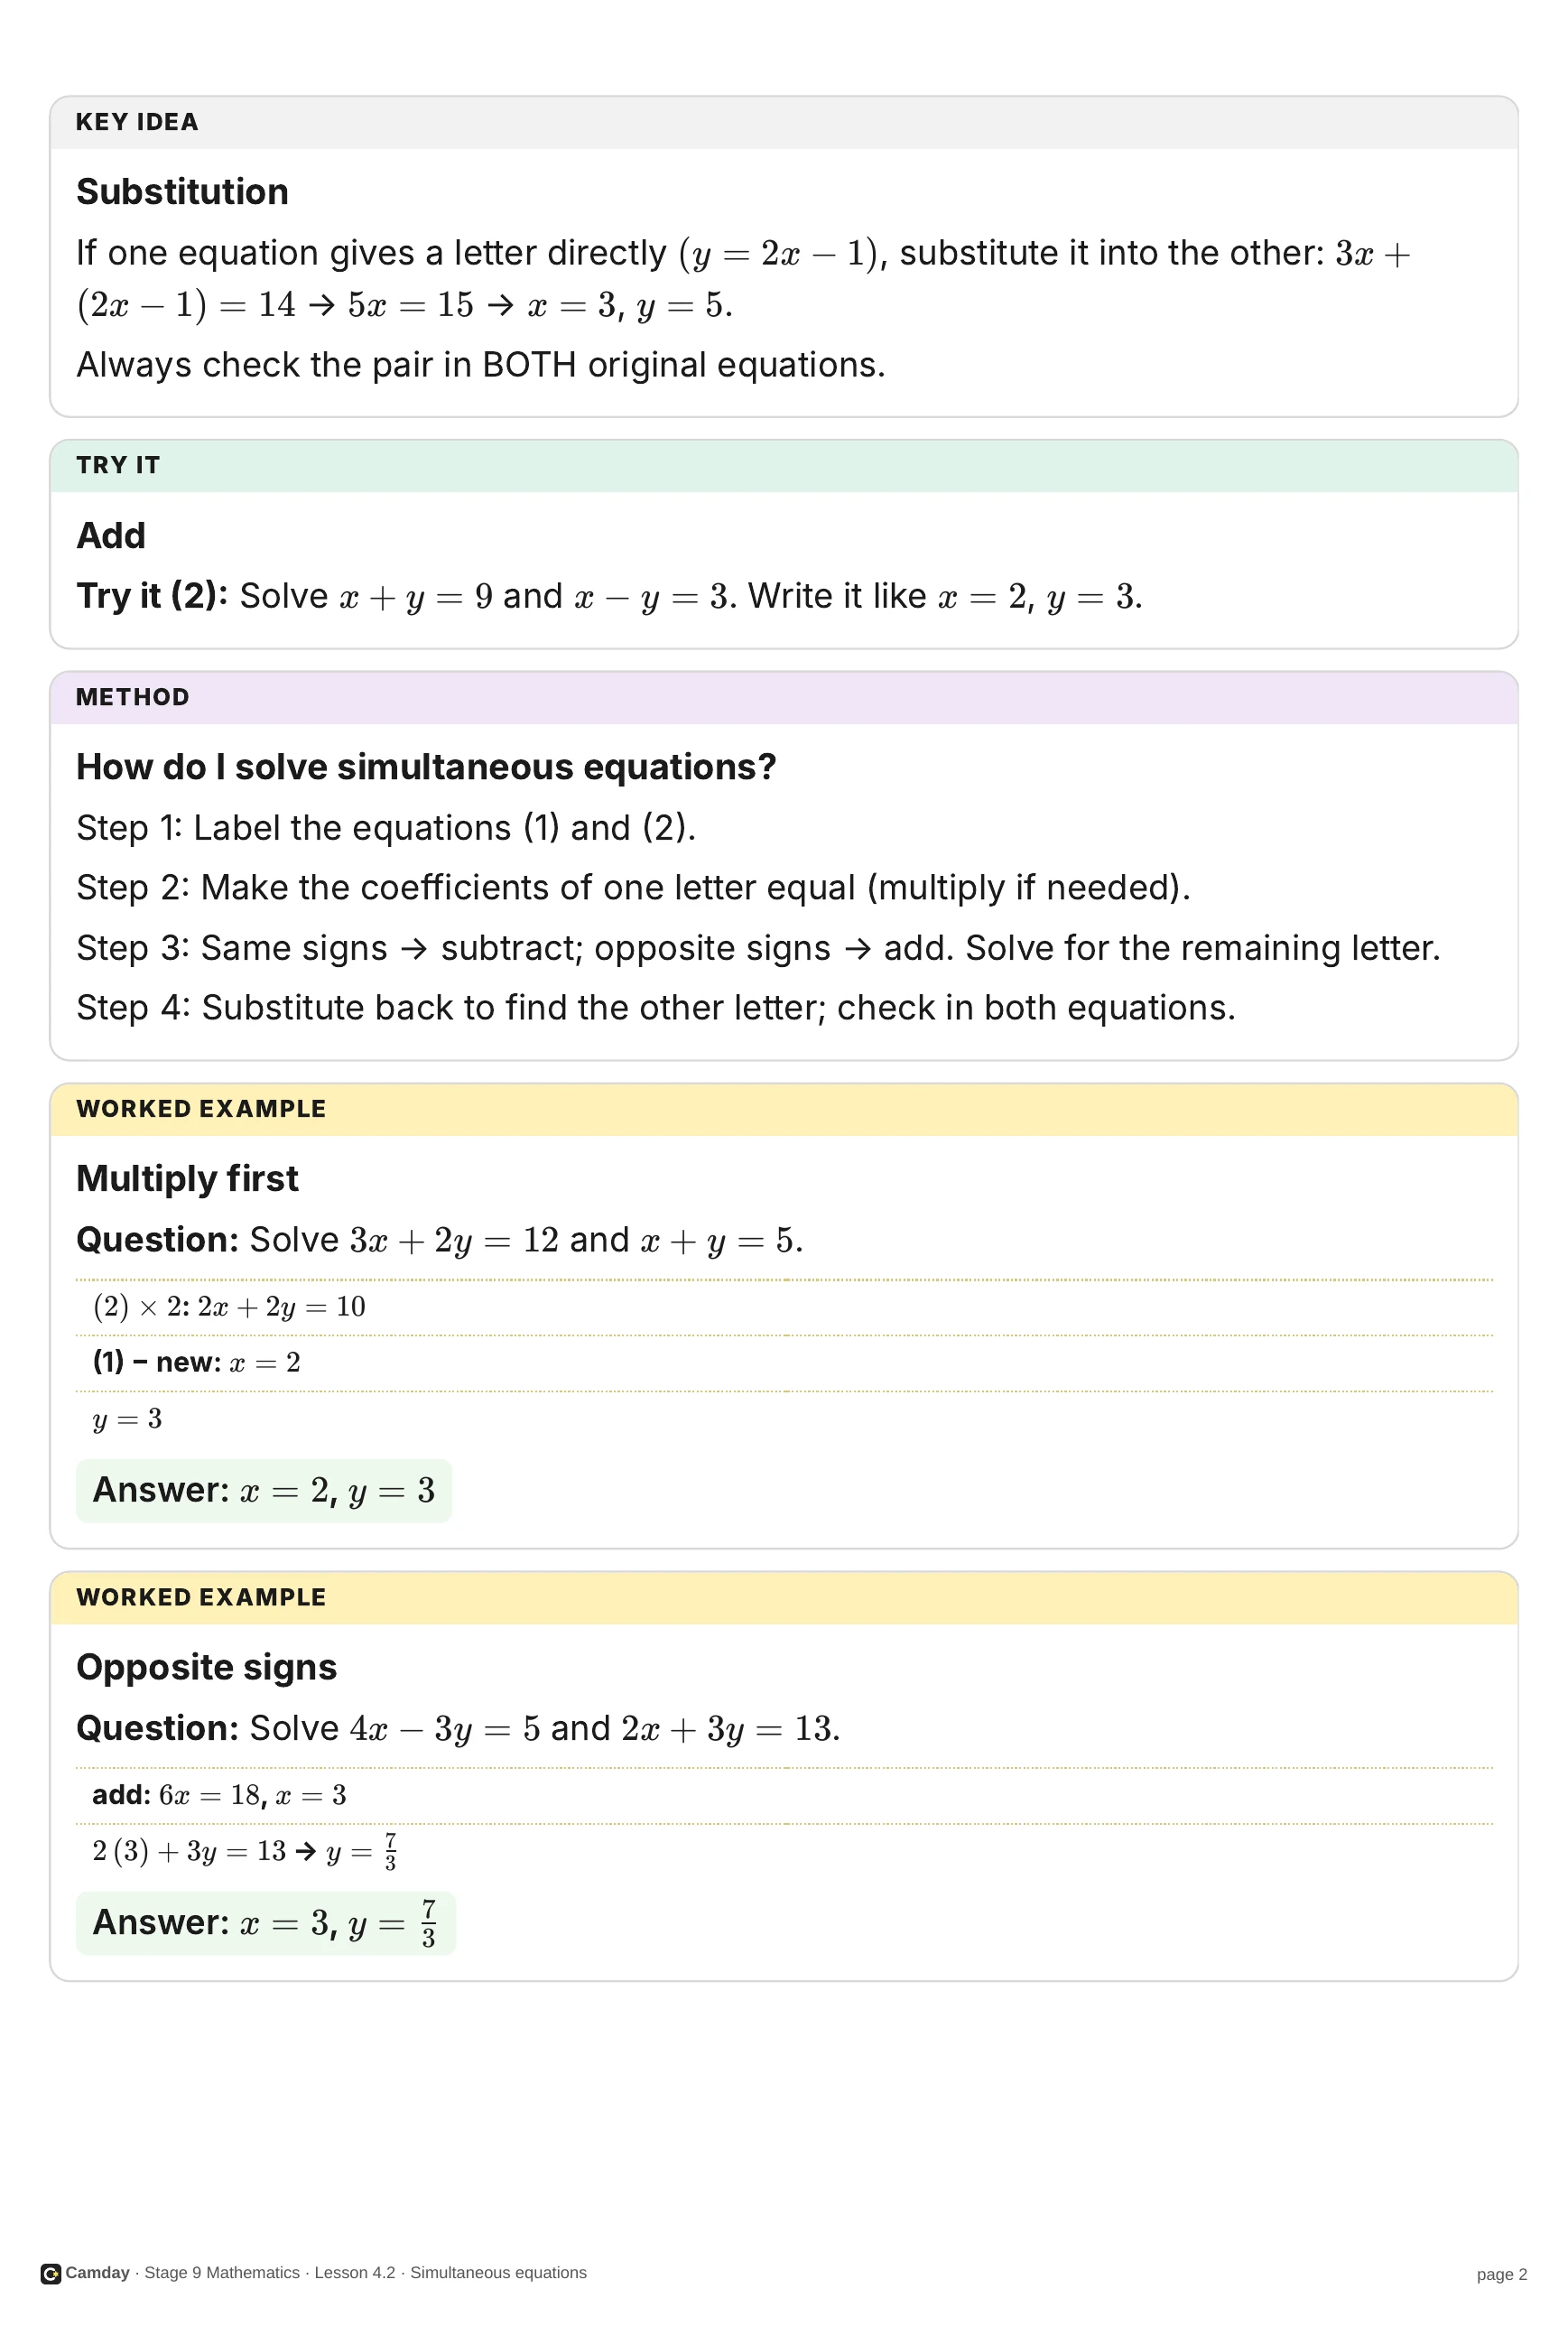 KEY IDEA
Substitution
If one equation gives a letter directly (y = 2x − 1), substitute it into the other: 3x +
(2x − 1) = 14 → 5x = 15 → x = 3, y = 5.
Always check the pair in BOTH original equations.
TRY IT
Add
Try it (2): Solve x + y = 9 and x − y = 3. Write it like x = 2, y = 3.
METHOD
How do I solve simultaneous equations?
Step 1: Label the equations (1) and (2).
Step 2: Make the coefficients of one letter equal (multiply if needed).
Step 3: Same signs → subtract; opposite signs → add. Solve for the remaining letter.
Step 4: Substitute back to find the other letter; check in both equations.
WORKED EXAMPLE
Multiply first
Question: Solve 3x + 2y = 12 and x + y = 5.
(2) × 2: 2x + 2y = 10
(1) − new: x = 2
y = 3
Answer: x = 2, y = 3
WORKED EXAMPLE
Opposite signs
Question: Solve 4x − 3y = 5 and 2x + 3y = 13.
add: 6x = 18, x = 3
2 (3) + 3y = 13 → y = 7/3
Answer: x = 3, y = 7/3
Camday · Stage 9 Mathematics · Lesson 4.2 · Simultaneous equations page 2